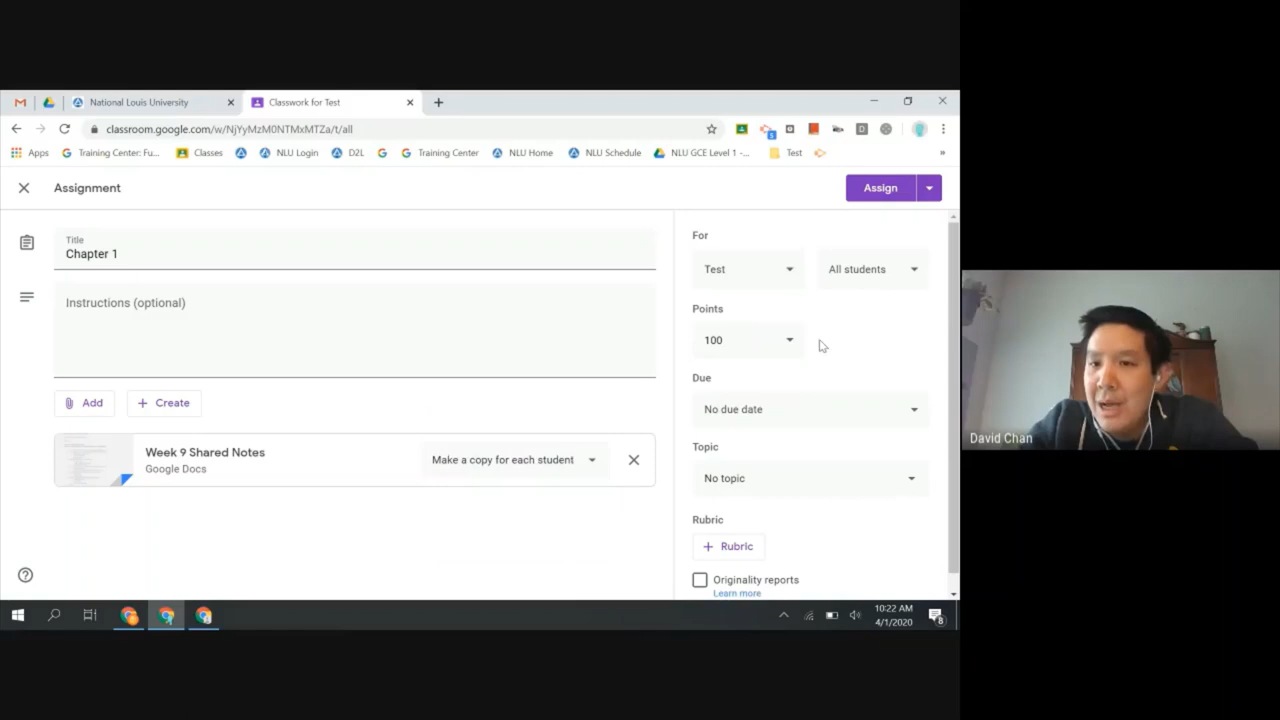 National Louis University
Classwork for Test
classroom.google.com/w/NjYyMzM0NTMxMTZa/t/all
5
D
Apps
Training Center: Fu...
Classes
NLU Login
D2L
Training Center
NLU Home
NLU Schedule
NLU GCE Level 1 -...
Test
»
Assignment
Assign
Title
Chapter 1
Instructions (optional)
Add
Create
Week 9 Shared Notes
Google Docs
Make a copy for each student
For
Test
All students
Points
100
Due
No due date
Topic
No topic
Rubric
+ Rubric
Originality reports
Learn more
David Chan
10:22 AM
4/1/2020
8